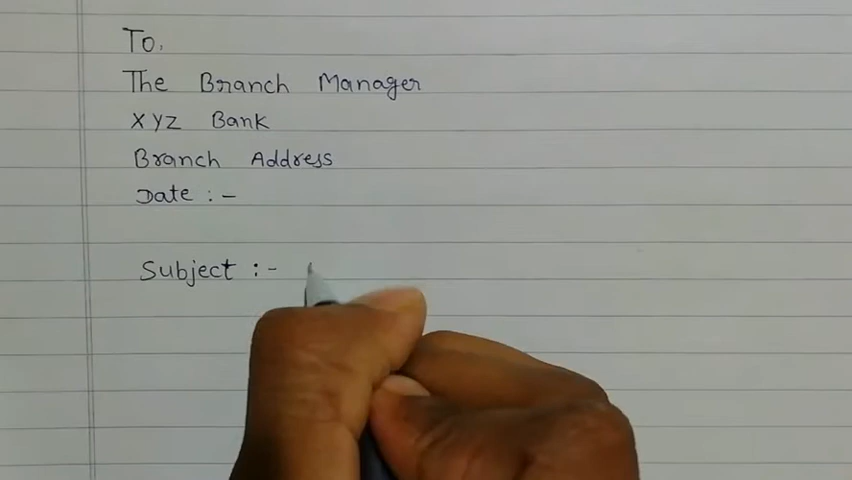 To,
The Branch Manager
XYZ Bank
Branch Address
Date :-
Subject :-